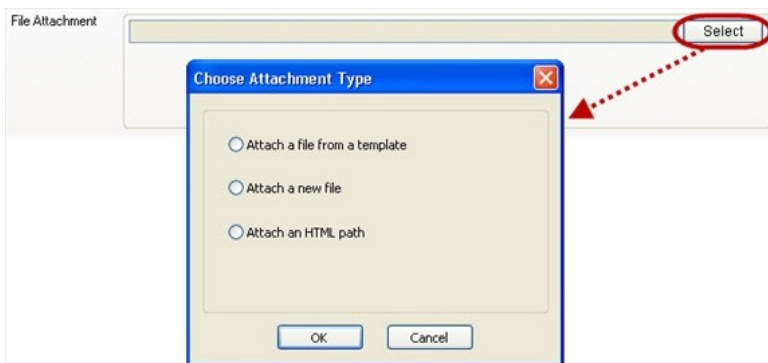 File Attachment
Select
Choose Attachment Type
Attach a file from a template
Attach a new file
Attach an HTML path
OK Cancel